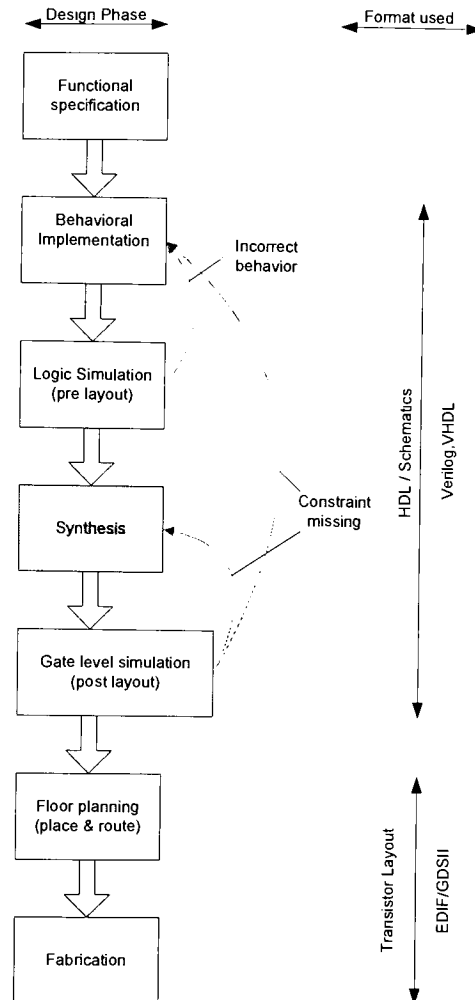 Design Phase
Format used
Functional
specification
Behavioral
Implementation
Incorrect
behavior
Logic Simulation
(pre layout)
HDL / Schematics
Verilog,VHDL
Constraint
missing
Synthesis
Gate level simulation
(post layout)
Floor planning
(place & route)
Transistor Layout
EDIF/GDSII
Fabrication